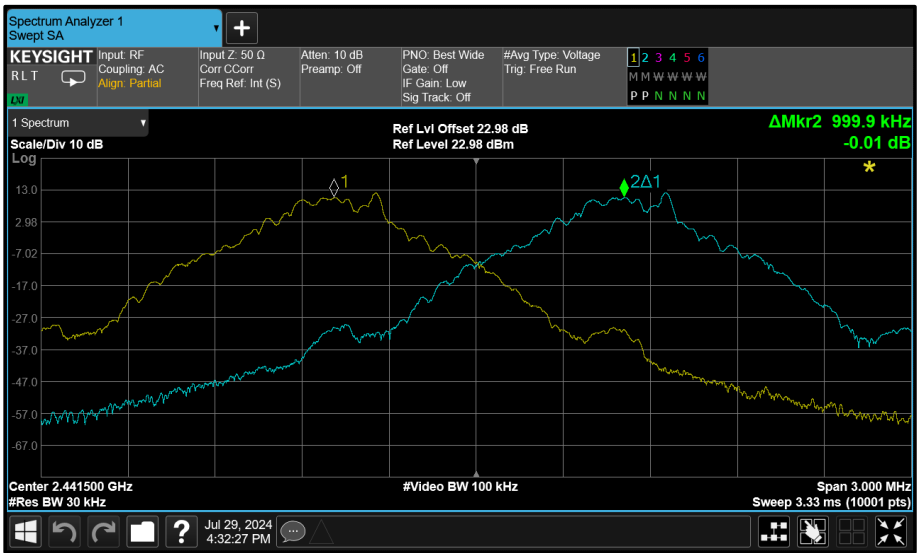 Spectrum Analyzer 1
Swept SA
+
KEYSIGHT Input: RF Input Z: 50 Ω Atten: 10 dB PNO: Best Wide #Avg Type: Voltage 1 2 3 4 5 6
R L T Coupling: AC Corr CCorr Preamp: Off Gate: Off Trig: Free Run M M W W W W
Align: Partial Freq Ref: Int (S) IF Gain: Low
LXI Sig Track: Off P P N N N N
1 Spectrum Ref Lvl Offset 22.98 dB ΔMkr2 999.9 kHz
Scale/Div 10 dB Ref Level 22.98 dBm -0.01 dB
Log
*
1 2Δ1
13.0
2.98
-7.02
-17.0
-27.0
-37.0
-47.0
-57.0
-67.0
Center 2.441500 GHz #Video BW 100 kHz Span 3.000 MHz
#Res BW 30 kHz Sweep 3.33 ms (10001 pts)
? Jul 29, 2024
4:32:27 PM